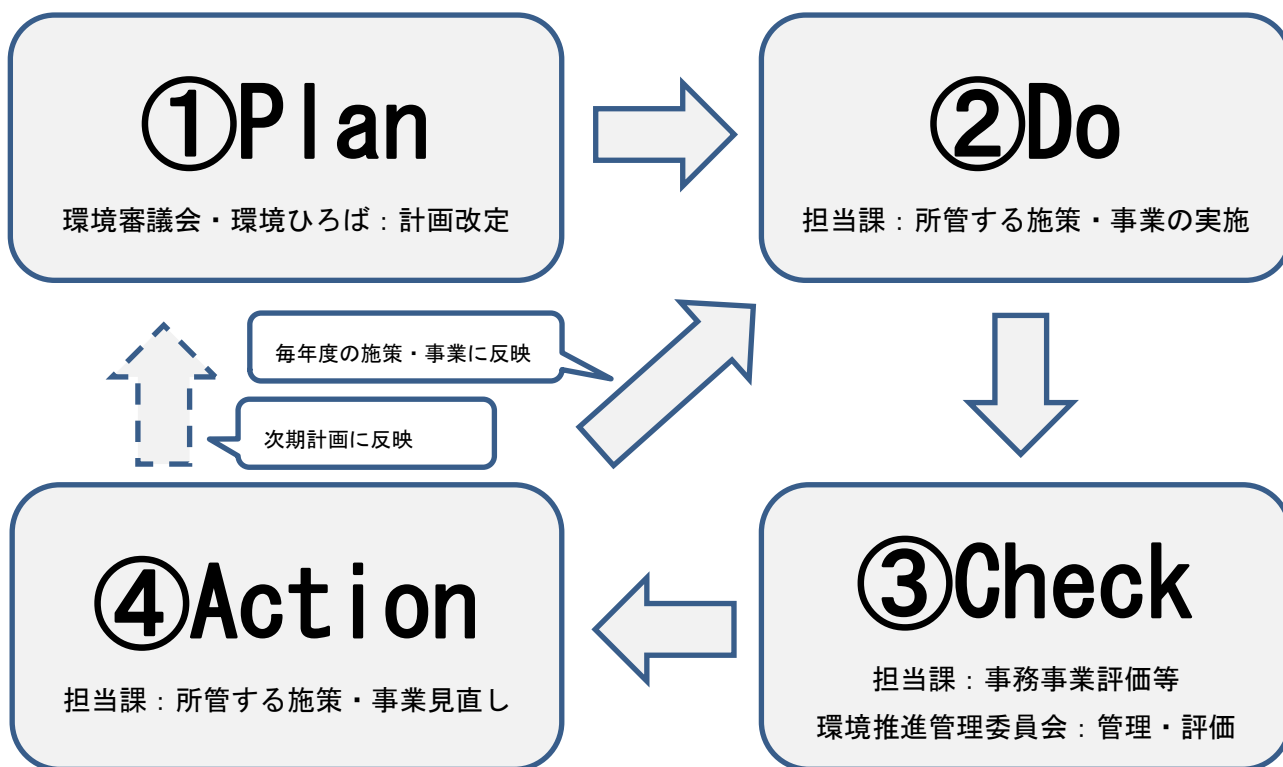 ①Plan
環境審議会・環境ひろば：計画改定
②Do
担当課：所管する施策・事業の実施
毎年度の施策・事業に反映
次期計画に反映
④Action
担当課：所管する施策・事業見直し
③Check
担当課：事務事業評価等
環境推進管理委員会：管理・評価